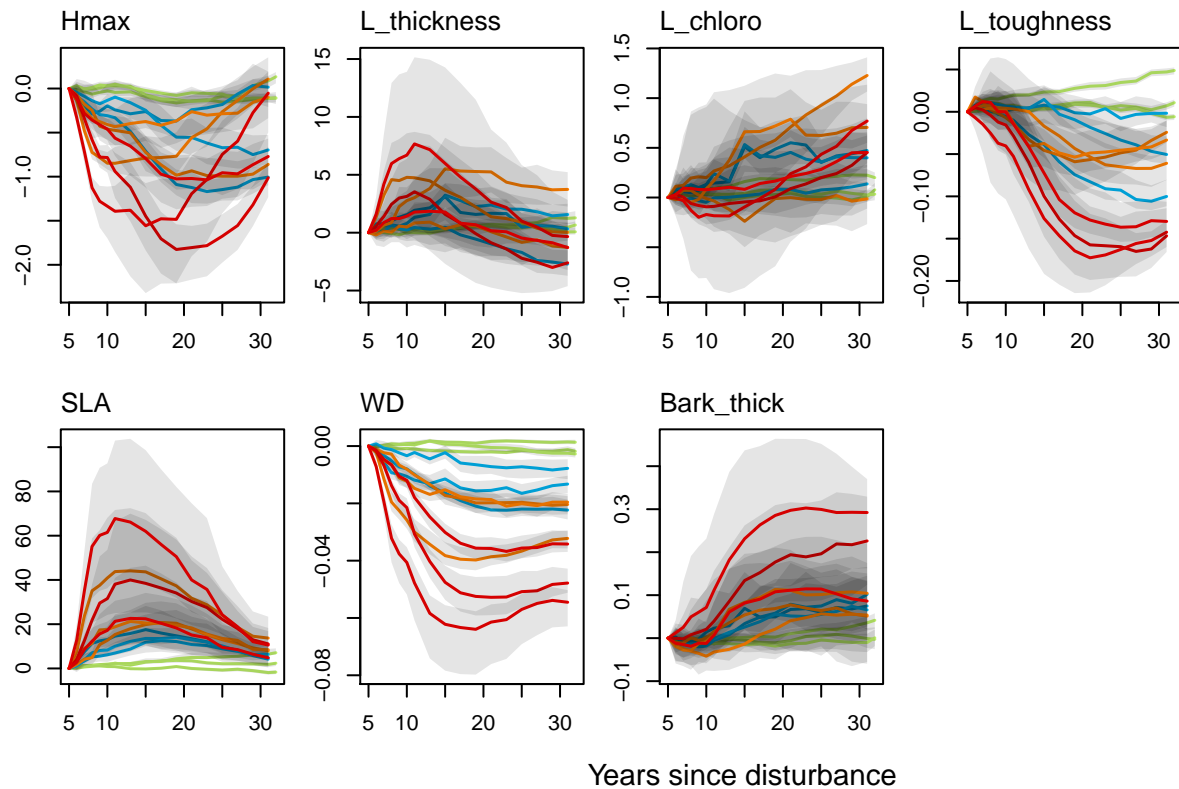 Hmax L_thickness L_chloro L_toughness
0.0 −1.0 −2.0
15 10 5 0 −5
1.5 1.0 0.5 0.0 −1.0
0.00 −0.10 −0.20
5 10 20 30 5 10 20 30 5 10 20 30 5 10 20 30
SLA WD Bark_thick
80 60 40 20 0
0.00 −0.04 −0.08
0.3 0.1 −0.1
5 10 20 30 5 10 20 30 5 10 20 30
Years since disturbance